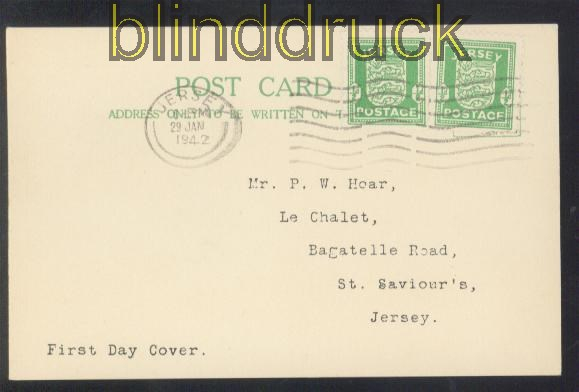 blinddruck
POST CARD
ADDRESS ONLY TO BE WRITTEN ON
JERSEY
POSTAGE
JERSEY
POSTAGE
JERSEY
29 JAN
1942
Mr. P. W. Hoar,
Le Chalet,
Bagatelle Road,
St. Saviour's,
Jersey.
First Day Cover.